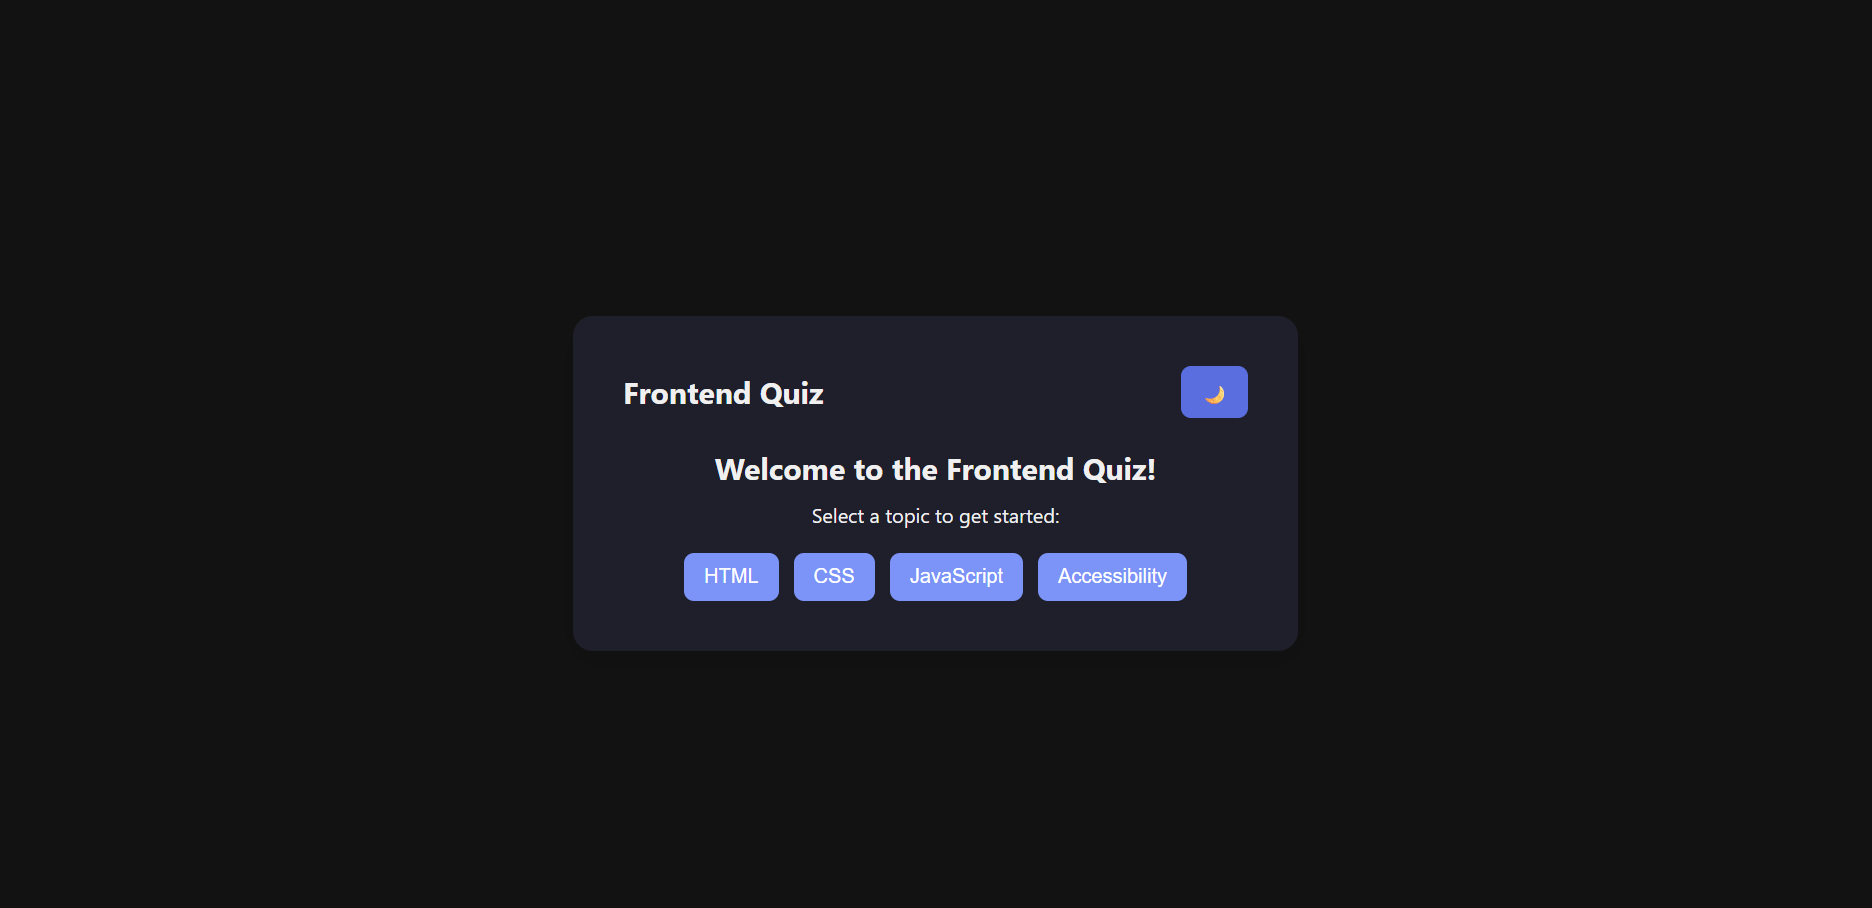 Frontend Quiz
Welcome to the Frontend Quiz!
Select a topic to get started:
HTML CSS JavaScript Accessibility